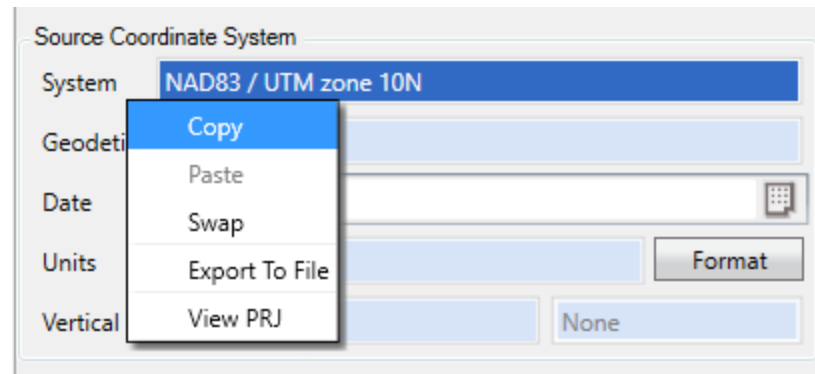 Source Coordinate System
System NAD83 / UTM zone 10N
Copy
Geodeti
Paste
Date
Swap
Units Format
Export To File
Vertical None
View PRJ